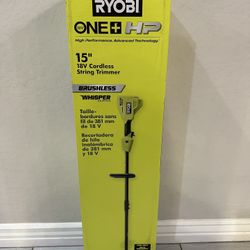 RYOBI
ONE+ HP
High Performance. Advanced Technology.
15"
18V Cordless
String Trimmer
BRUSHLESS
WHISPER
Taille-
bordures sans
fil de 381 mm
de 18 V
Recortadora
de hilo
inalámbrica
de 381 mm
y 18 V